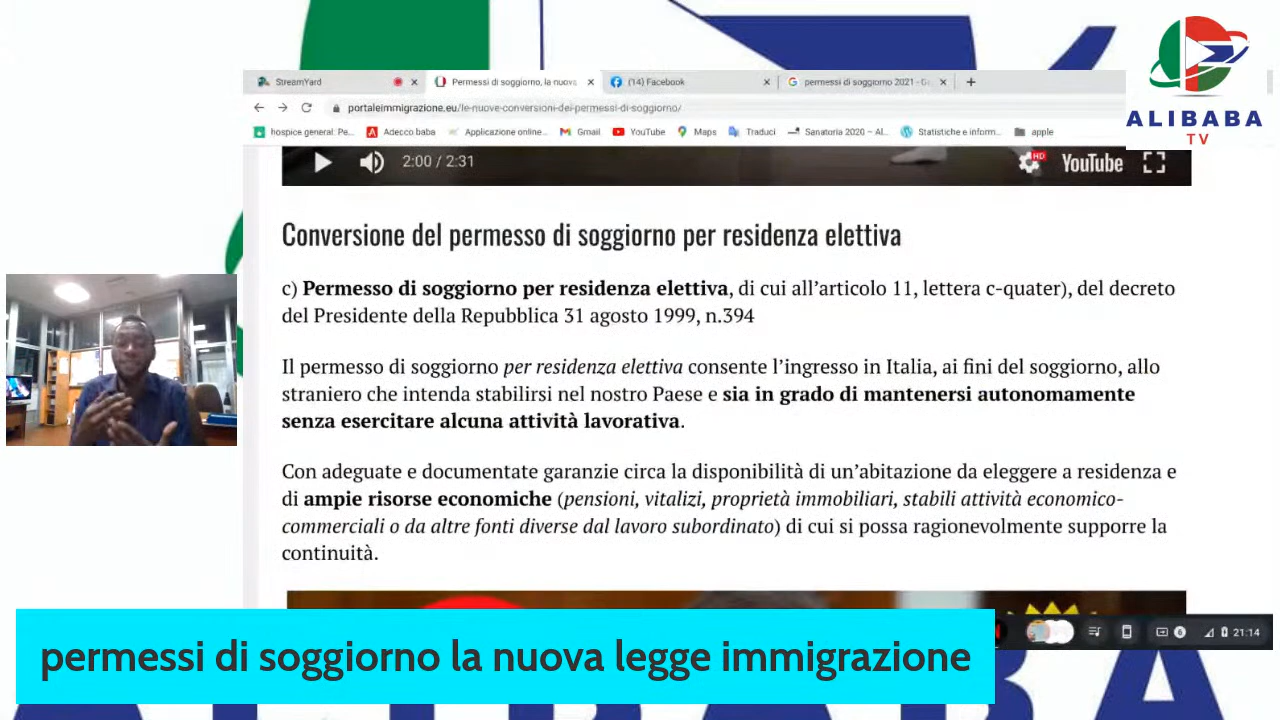 ALIBABA
TV
StreamYard
Permessi di soggiorno, la nuova
(14) Facebook
permessi di soggiorno 2021 - G
portaleimmigrazione.eu/le-nuove-conversioni-dei-permessi-di-soggiorno/
hospice general: Pe...
Adecco baba
Applicazione online...
Gmail
YouTube
Maps
Traduci
Sanatoria 2020 – AL..
Statistiche e inform...
apple
2:00 / 2:31
HD
YouTube
Conversione del permesso di soggiorno per residenza elettiva
c) Permesso di soggiorno per residenza elettiva, di cui all’articolo 11, lettera c-quater), del decreto
del Presidente della Repubblica 31 agosto 1999, n.394
Il permesso di soggiorno per residenza elettiva consente l’ingresso in Italia, ai fini del soggiorno, allo
straniero che intenda stabilirsi nel nostro Paese e sia in grado di mantenersi autonomamente
senza esercitare alcuna attività lavorativa.
Con adeguate e documentate garanzie circa la disponibilità di un’abitazione da eleggere a residenza e
di ampie risorse economiche (pensioni, vitalizi, proprietà immobiliari, stabili attività economico-
commerciali o da altre fonti diverse dal lavoro subordinato) di cui si possa ragionevolmente supporre la
continuità.
6
21:14
permessi di soggiorno la nuova legge immigrazione